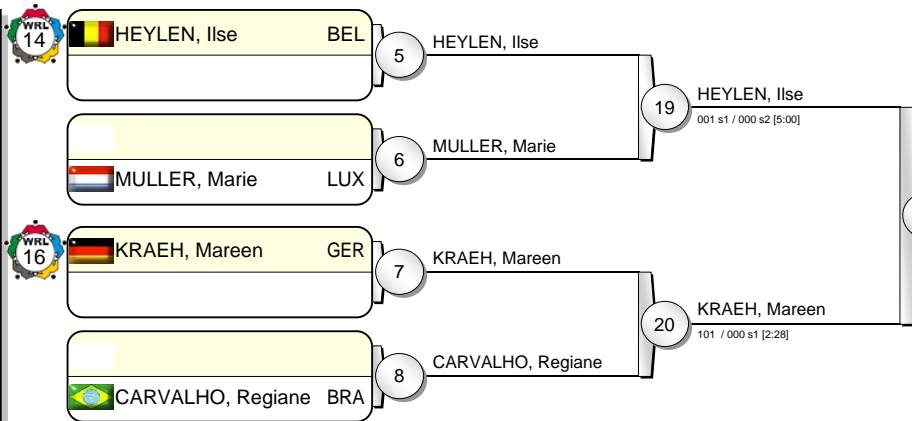 WRL
14
HEYLEN, Ilse BEL
5
HEYLEN, Ilse
19
HEYLEN, Ilse
001 s1 / 000 s2 [5:00]
6
MULLER, Marie
MULLER, Marie LUX
WRL
16
KRAEH, Mareen GER
7
KRAEH, Mareen
20
KRAEH, Mareen
101 / 000 s1 [2:28]
8
CARVALHO, Regiane
CARVALHO, Regiane BRA